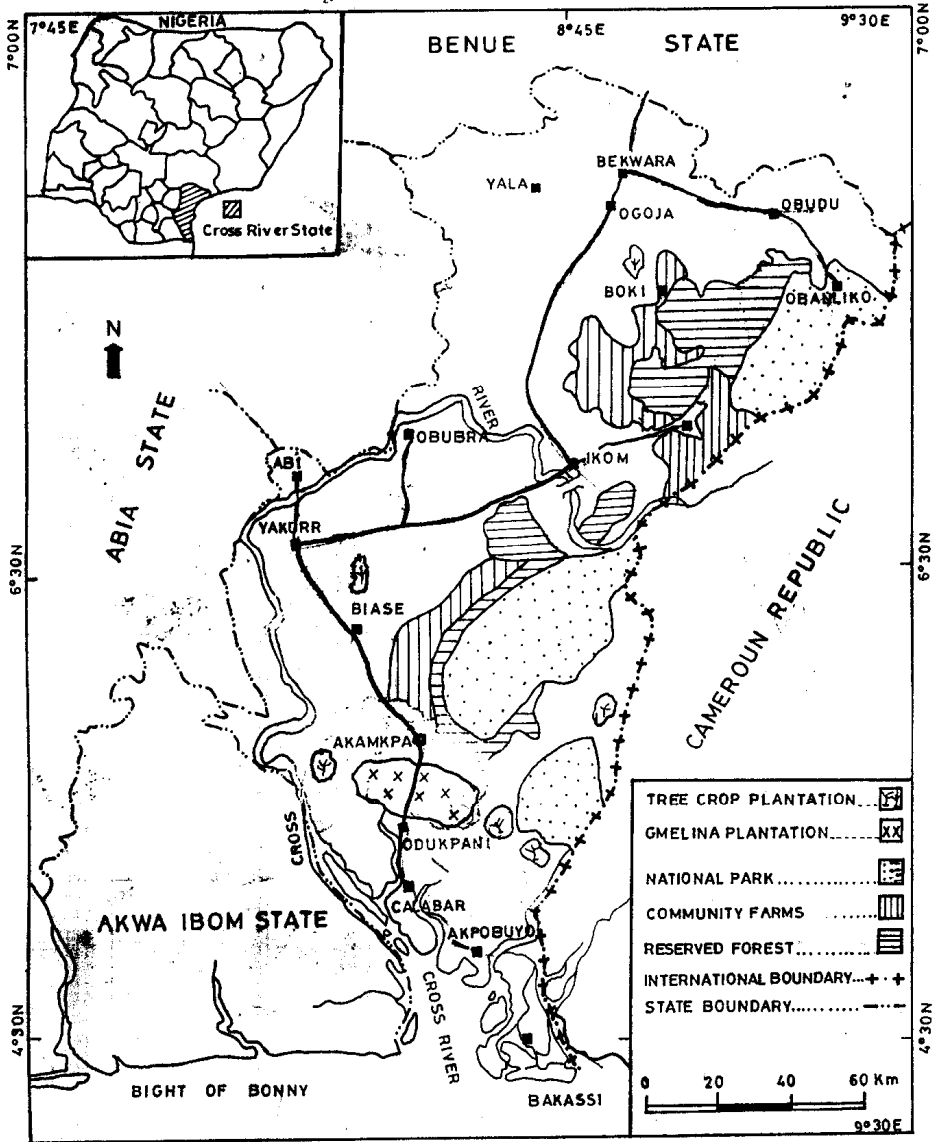 NIGERIA
7°45E
8°45E
9°30E
7°00N
7°00N
BENUE STATE
Cross River State
BEKWARA
YALA
OGOJA
OBUDU
BOKI
OBANLIKO
N
ABIA STATE
RIVER
OBUBRA
ABI
IKOM
YAKURR
6°30N
6°30N
BIASE
CAMEROUN REPUBLIC
AKAMKPA
CROSS
ODUKPANI
CALABAR
AKWA IBOM STATE
AKPOBUYO
CROSS RIVER
4°30N
4°30N
BIGHT OF BONNY
BAKASSI
TREE CROP PLANTATION
GMELINA PLANTATION
NATIONAL PARK
COMMUNITY FARMS
RESERVED FOREST
INTERNATIONAL BOUNDARY
STATE BOUNDARY
0 20 40 60 Km
9°30E